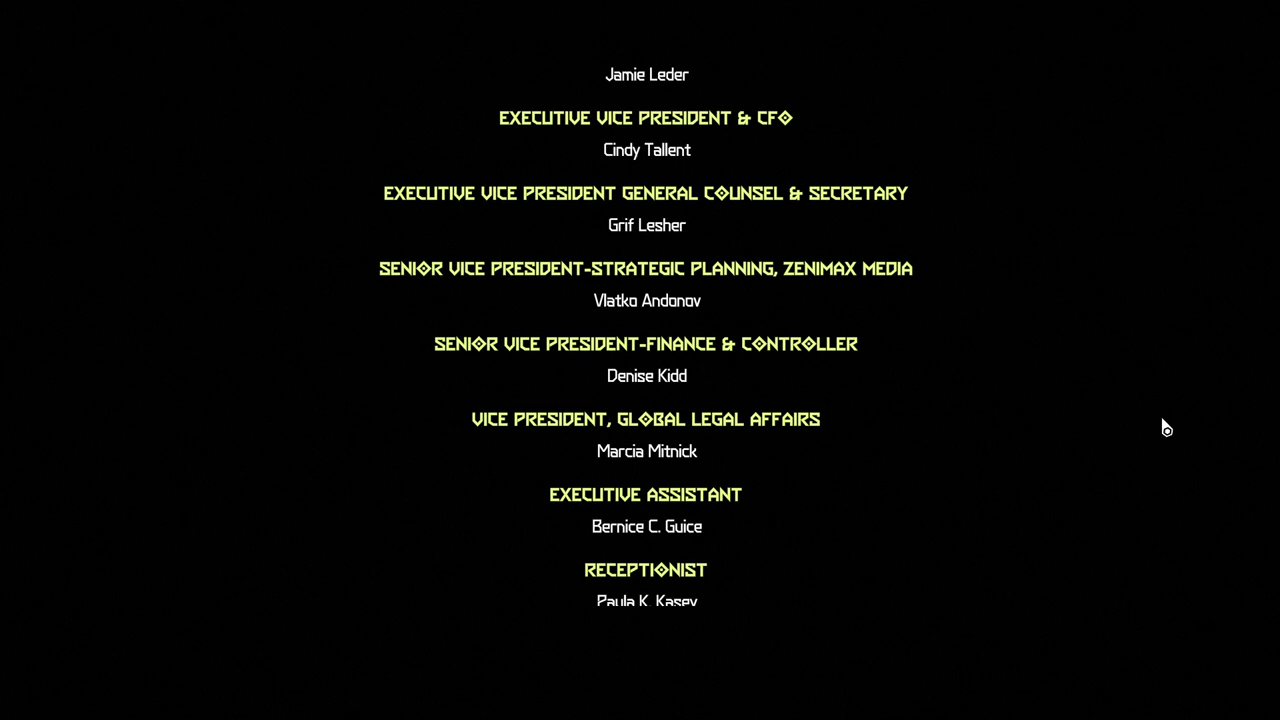 Jamie Leder
EXECUTIVE VICE PRESIDENT & CFO
Cindy Tallent
EXECUTIVE VICE PRESIDENT GENERAL COUNSEL & SECRETARY
Grif Lesher
SENIOR VICE PRESIDENT-STRATEGIC PLANNING, ZENIMAX MEDIA
Vlatko Andonov
SENIOR VICE PRESIDENT-FINANCE & CONTROLLER
Denise Kidd
VICE PRESIDENT, GLOBAL LEGAL AFFAIRS
Marcia Mitnick
EXECUTIVE ASSISTANT
Bernice C. Guice
RECEPTIONIST
Paula K. Kasey